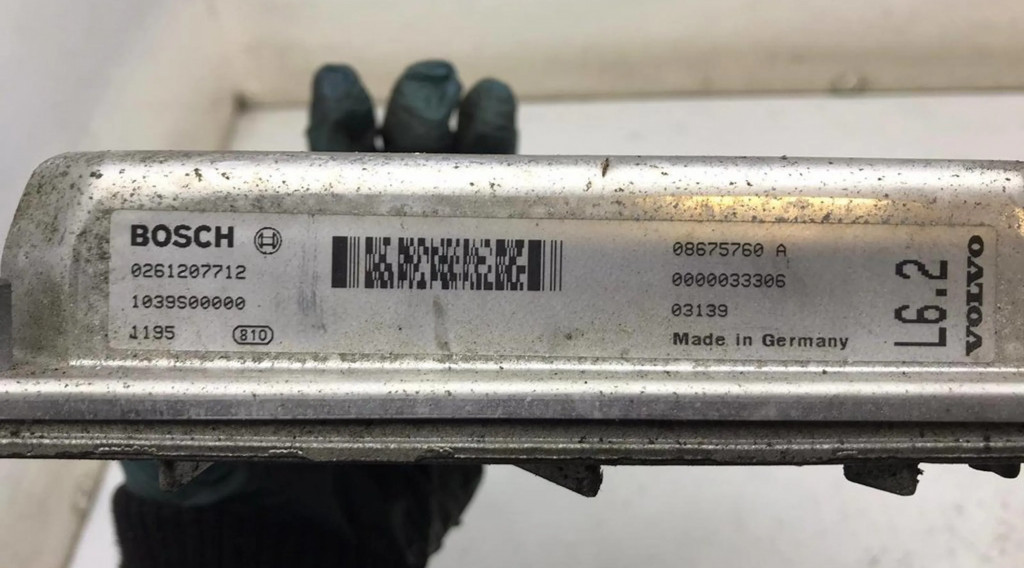 BOSCH
0261207712
1039S00000
1195 810
08675760 A
0000033306
03139
Made in Germany
L6.2
VOLVO